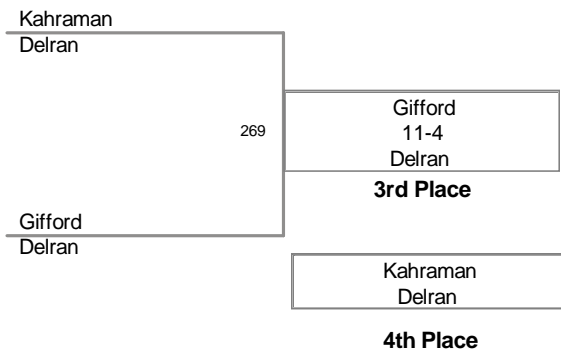 Kahraman
Delran
269
Gifford
11-4
Delran
3rd Place
Gifford
Delran
Kahraman
Delran
4th Place